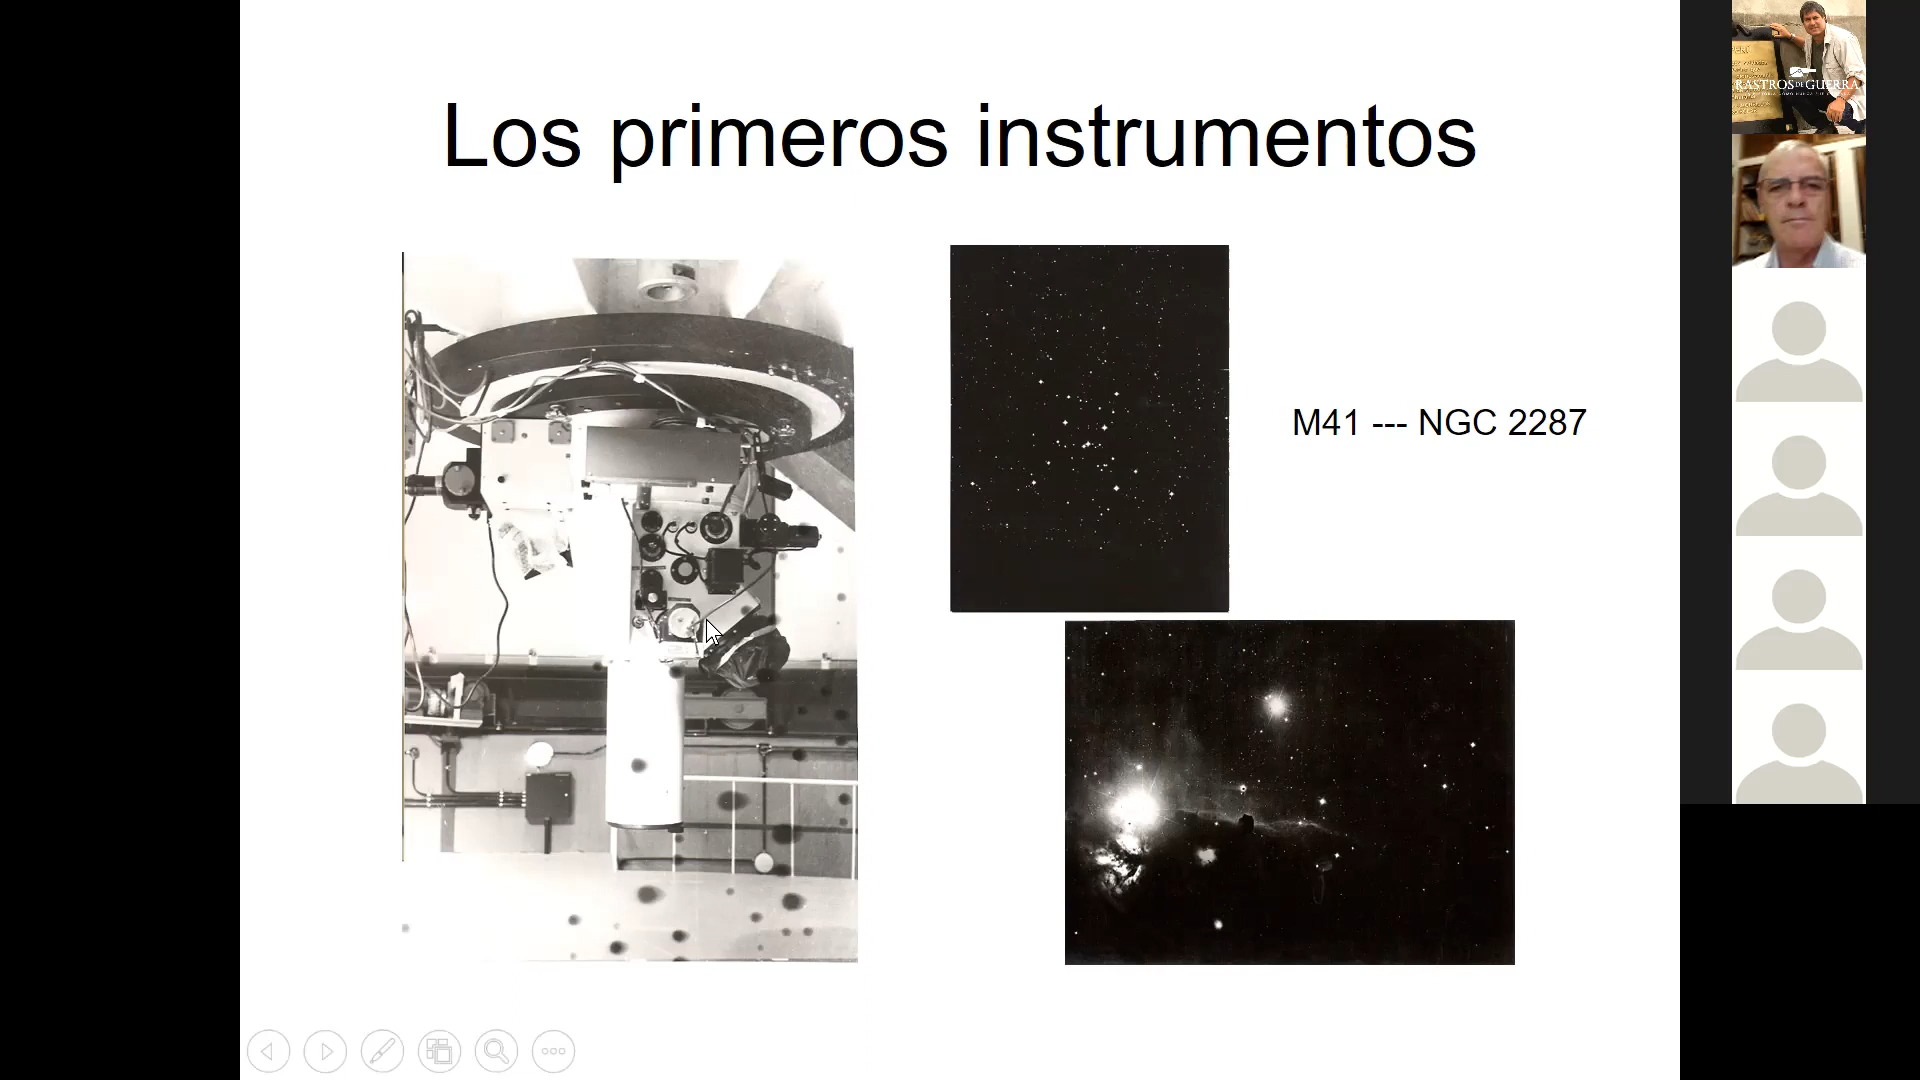 Los primeros instrumentos
M41 --- NGC 2287
RASTROS DE GUERRA